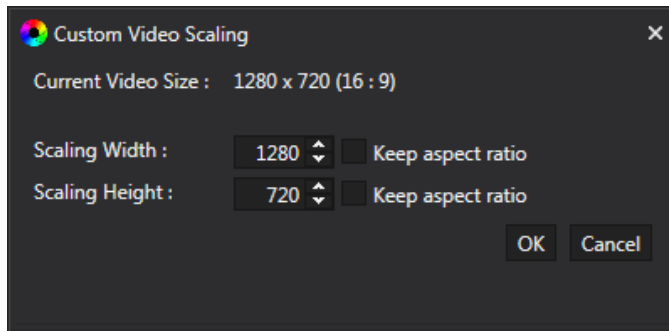 Custom Video Scaling
Current Video Size : 1280 x 720 (16 : 9)
Scaling Width : 1280 Keep aspect ratio
Scaling Height : 720 Keep aspect ratio
OK Cancel